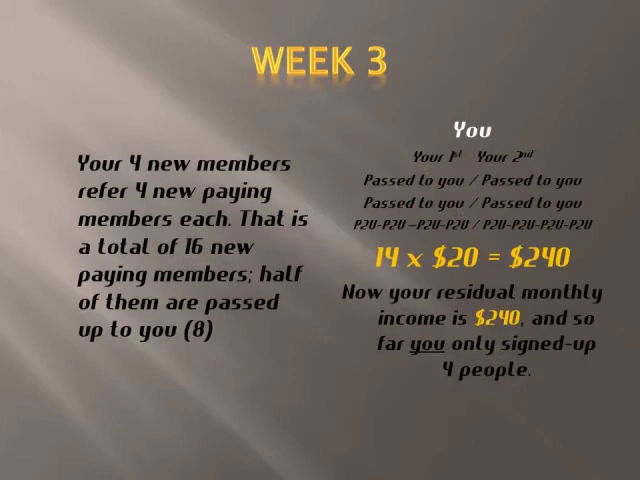 WEEK 3
Your 4 new members
refer 4 new paying
members each. That is
a total of 16 new
paying members; half
of them are passed
up to you (8)
You
Your 1st Your 2nd
Passed to you / Passed to you
Passed to you / Passed to you
P2U-P2U-P2U-P2U / P2U-P2U-P2U-P2U
14 x $20 = $240
Now your residual monthly
income is $240, and so
far you only signed-up
4 people.